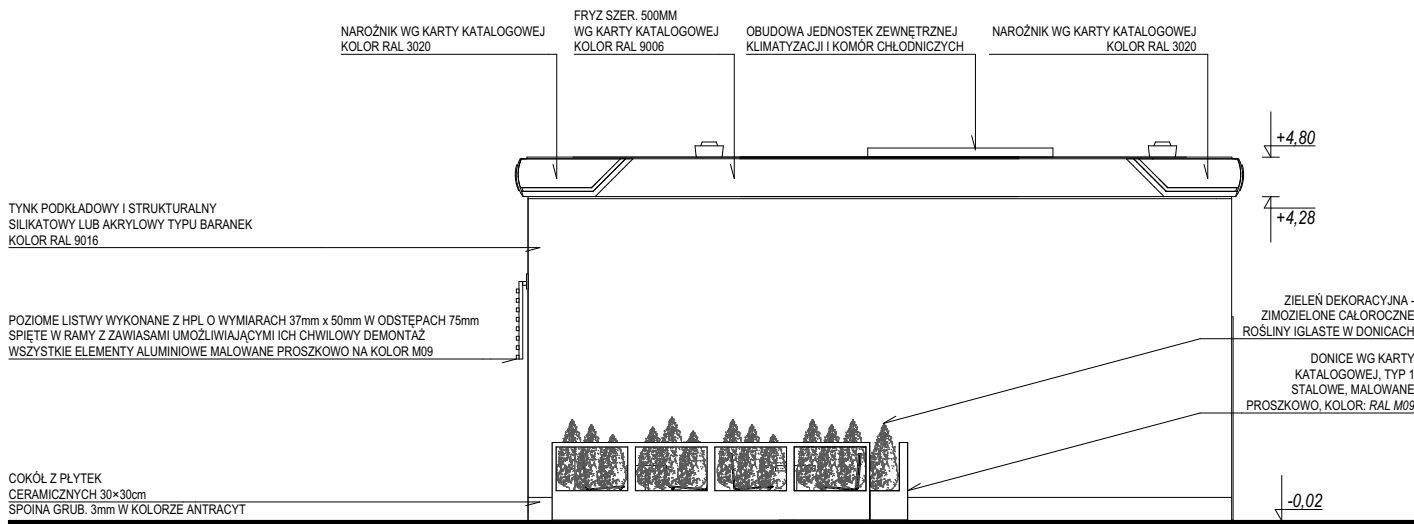 NAROŻNIK WG KARTY KATALOGOWEJ
KOLOR RAL 3020
FRYZ SZER. 500MM
WG KARTY KATALOGOWEJ
KOLOR RAL 9006
OBUDOWA JEDNOSTEK ZEWNĘTRZNEJ
KLIMATYZACJI I KOMÓR CHŁODNICZYCH
NAROŻNIK WG KARTY KATALOGOWEJ
KOLOR RAL 3020
+4,80
+4,28
TYNK PODKŁADOWY I STRUKTURALNY
SILIKATOWY LUB AKRYLOWY TYPU BARANEK
KOLOR RAL 9016
POZIOME LISTWY WYKONANE Z HPL O WYMIARACH 37mm x 50mm W ODSTĘPACH 75mm
SPIĘTE W RAMY Z ZAWIASAMI UMOŻLIWIAJĄCYMI ICH CHWILOWY DEMONTAŻ
WSZYSTKIE ELEMENTY ALUMINIOWE MALOWANE PROSZKOWO NA KOLOR M09
ZIELEŃ DEKORACYJNA -
ZIMOZIELONE CAŁOROCZNE
ROŚLINY IGLASTE W DONICACH
DONICE WG KARTY
KATALOGOWEJ, TYP 1
STALOWE, MALOWANE
PROSZKOWO, KOLOR: RAL M09
COKÓŁ Z PŁYTEK
CERAMICZNYCH 30×30cm
SPOINA GRUB. 3mm W KOLORZE ANTRACYT
-0,02